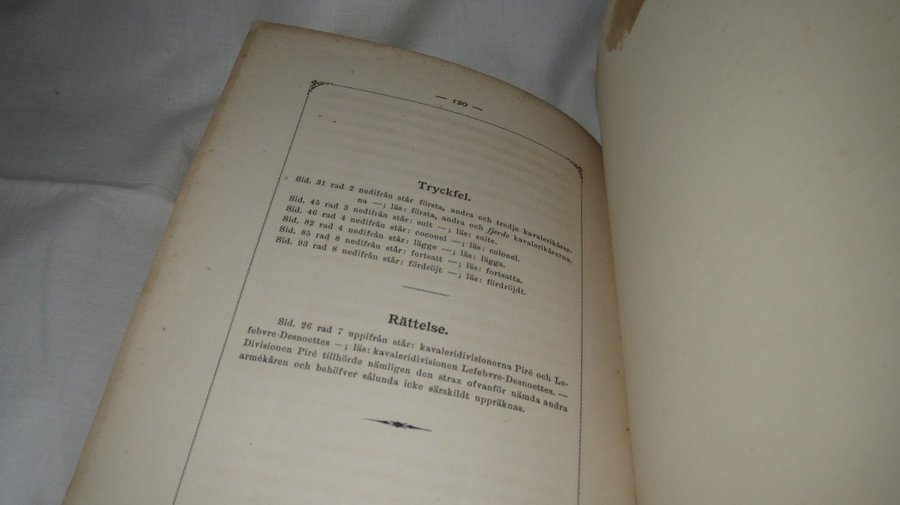 — 120 —
Tryckfel.
Sid. 31 rad 2 nedifrån står första, andra och tredje kavalerikårer-
na —; läs: första, andra och fjerde kavalerikårerna.
Sid. 45 rad 3 nedifrån står: suit —; läs: suite.
Sid. 46 rad 4 nedifrån står: coconel —; läs: colonel.
Sid. 82 rad 4 nedifrån står: lägge —; läs: lägga.
Sid. 85 rad 8 nedifrån står: fortsatt —; läs: fortsatta.
Sid. 93 rad 8 nedifrån står: fördröjt —; läs: fördröjdt.
Rättelse.
Sid. 26 rad 7 uppifrån står: kavaleridivisionerna Piré och Le-
febvre-Desnoettes —; läs: kavaleridivisionen Lefebvre-Desnoettes. —
Divisionen Piré tillhörde nämligen den strax ofvanför nämda andra
armékåren och behöfver sålunda icke särskildt uppräknas.